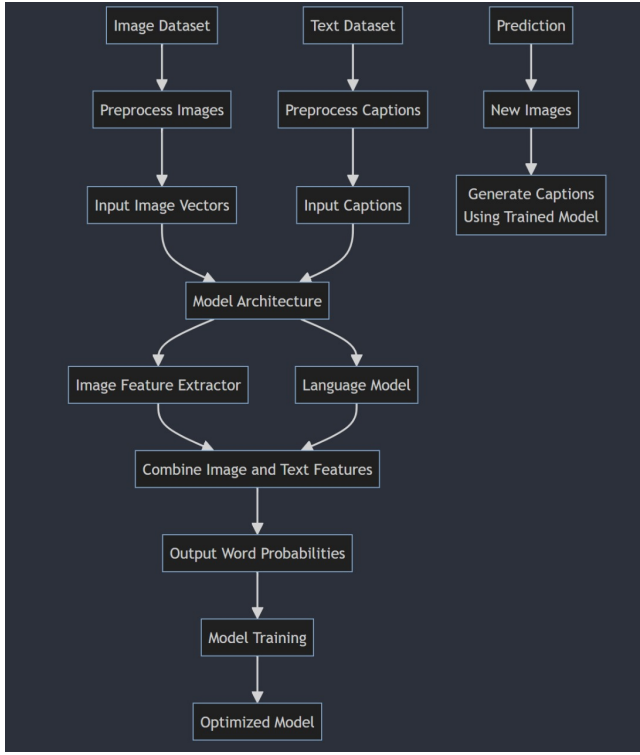 Image Dataset
Text Dataset
Prediction
Preprocess Images
Preprocess Captions
New Images
Input Image Vectors
Input Captions
Generate Captions
Using Trained Model
Model Architecture
Image Feature Extractor
Language Model
Combine Image and Text Features
Output Word Probabilities
Model Training
Optimized Model